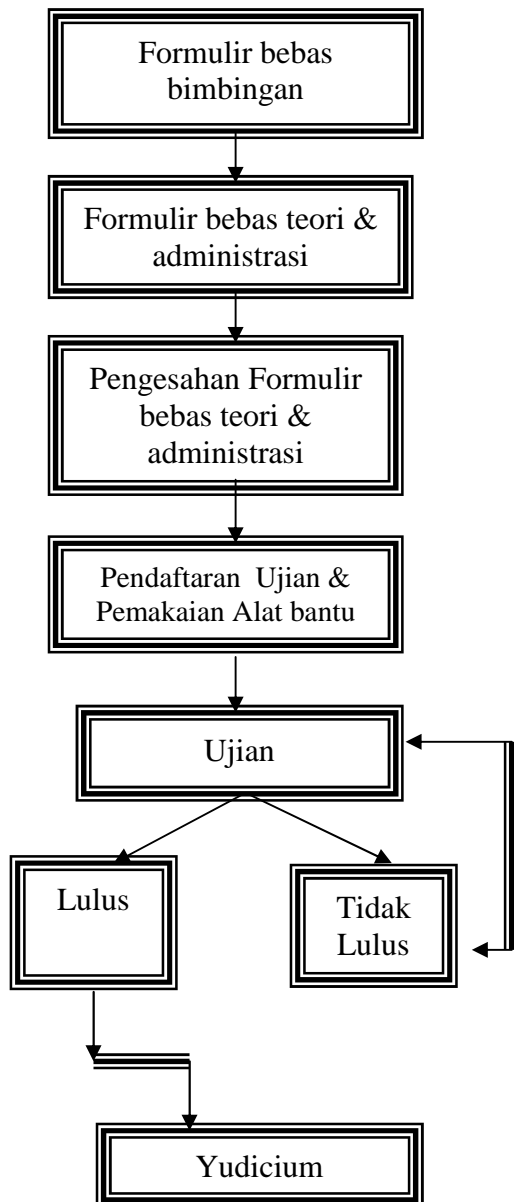 Formulir bebas
bimbingan
Formulir bebas teori &
administrasi
Pengesahan Formulir
bebas teori &
administrasi
Pendaftaran Ujian &
Pemakaian Alat bantu
Ujian
Lulus
Tidak
Lulus
Yudicium